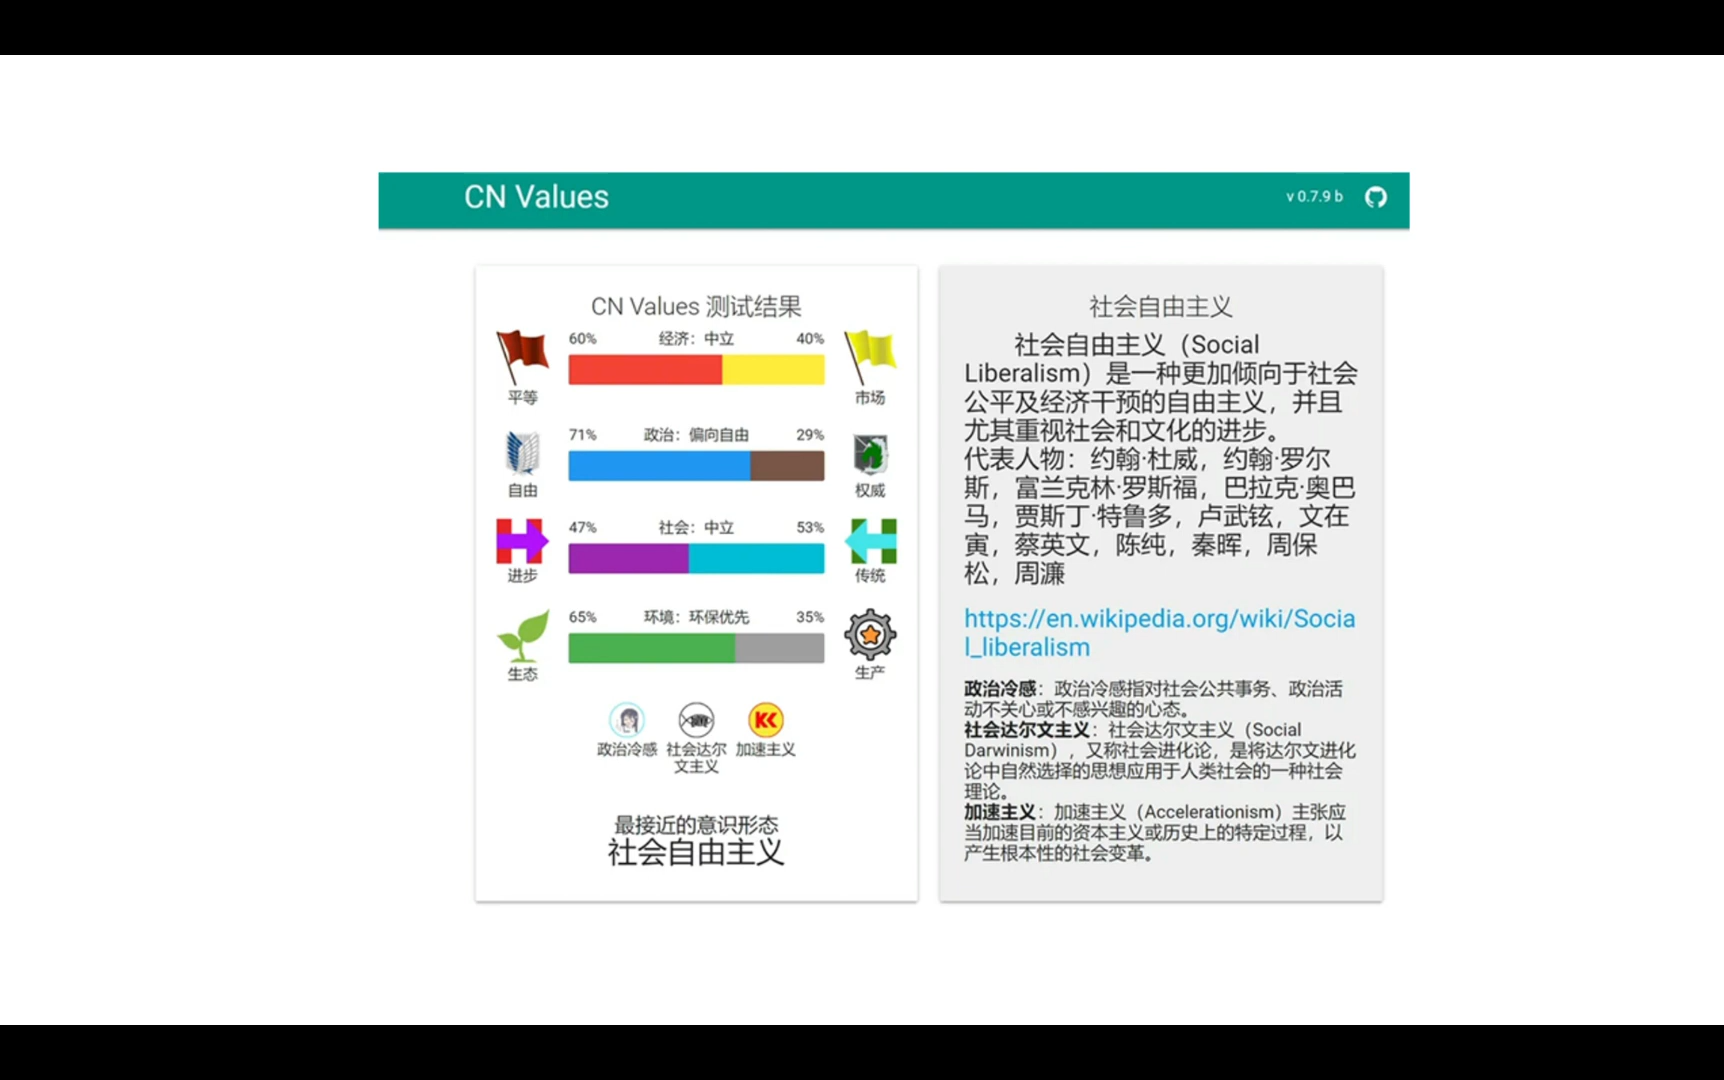 CN Values
v 0.7.9 b
CN Values 测试结果
60% 经济：中立 40%
平等 市场
71% 政治：偏向自由 29%
自由 权威
47% 社会：中立 53%
进步 传统
65% 环境：环保优先 35%
生态 生产
政治冷感 社会达尔文主义 加速主义
最接近的意识形态
社会自由主义
社会自由主义
社会自由主义（Social
Liberalism）是一种更加倾向于社会
公平及经济干预的自由主义，并且
尤其重视社会和文化的进步。
代表人物：约翰·杜威，约翰·罗尔
斯，富兰克林·罗斯福，巴拉克·奥巴
马，贾斯丁·特鲁多，卢武铉，文在
寅，蔡英文，陈纯，秦晖，周保
松，周濂
https://en.wikipedia.org/wiki/Socia
l_liberalism
政治冷感：政治冷感指对社会公共事务、政治活
动不关心或不感兴趣的心态。
社会达尔文主义：社会达尔文主义（Social
Darwinism），又称社会进化论，是将达尔文进化
论中自然选择的思想应用于人类社会的一种社会
理论。
加速主义：加速主义（Accelerationism）主张应
当加速目前的资本主义或历史上的特定过程，以
产生根本性的社会变革。